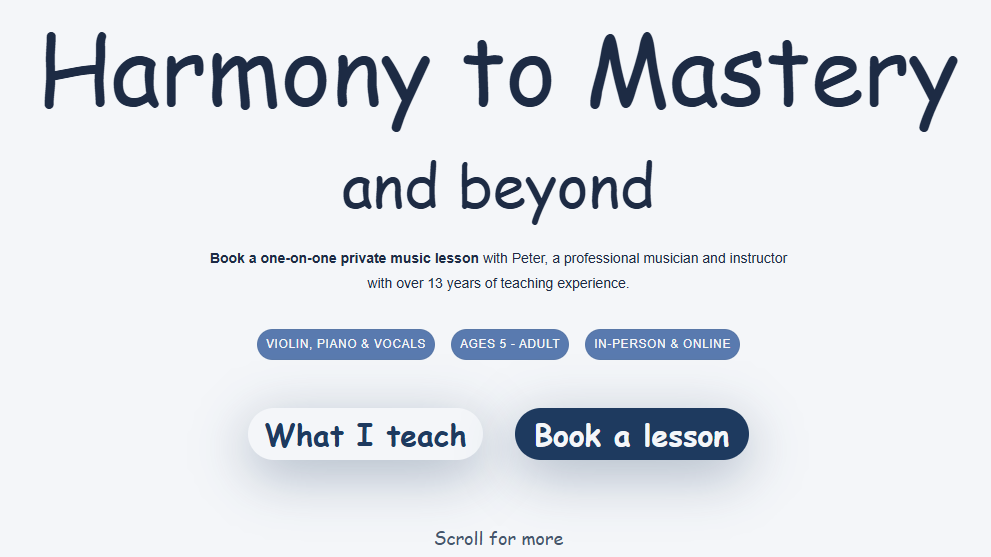 Harmony to Mastery
and beyond
Book a one-on-one private music lesson with Peter, a professional musician and instructor
with over 13 years of teaching experience.
VIOLIN, PIANO & VOCALS
AGES 5 - ADULT
IN-PERSON & ONLINE
What I teach
Book a lesson
Scroll for more